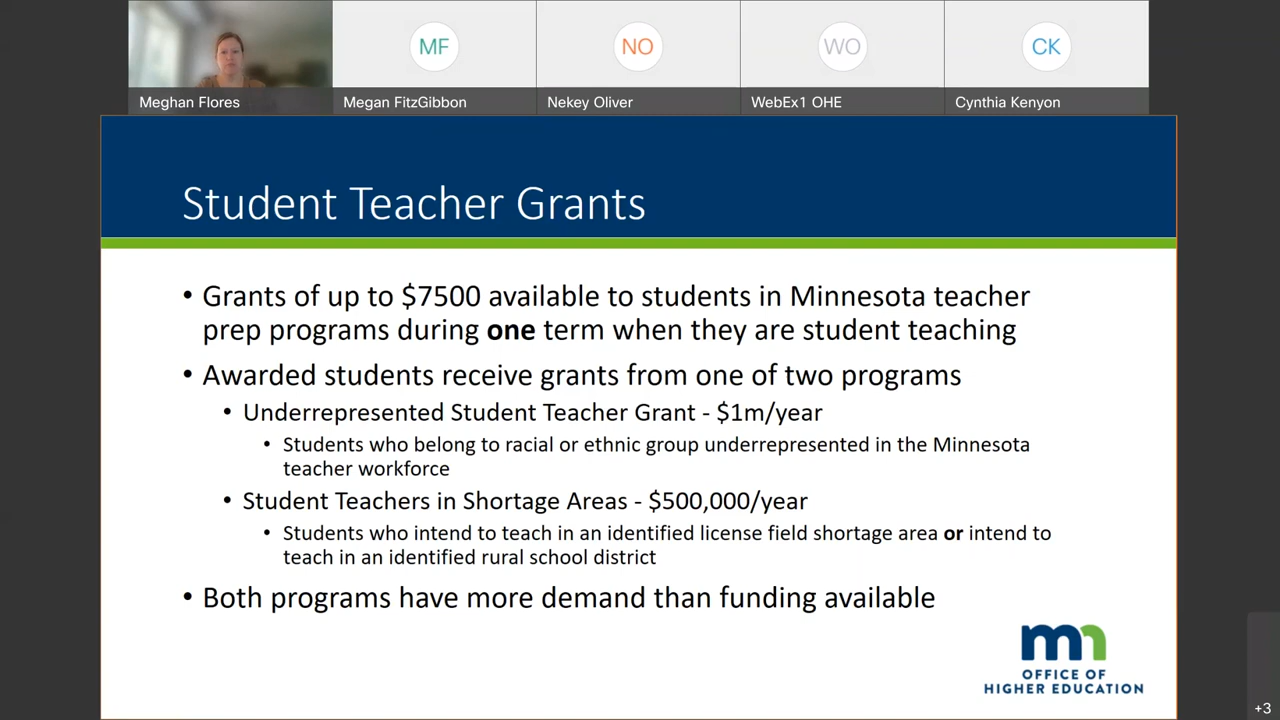 MF
NO
WO
CK
Meghan Flores
Megan FitzGibbon
Nekey Oliver
WebEx1 OHE
Cynthia Kenyon
Student Teacher Grants
• Grants of up to $7500 available to students in Minnesota teacher
prep programs during one term when they are student teaching
• Awarded students receive grants from one of two programs
• Underrepresented Student Teacher Grant - $1m/year
• Students who belong to racial or ethnic group underrepresented in the Minnesota
teacher workforce
• Student Teachers in Shortage Areas - $500,000/year
• Students who intend to teach in an identified license field shortage area or intend to
teach in an identified rural school district
• Both programs have more demand than funding available
mn
OFFICE OF
HIGHER EDUCATION
+3